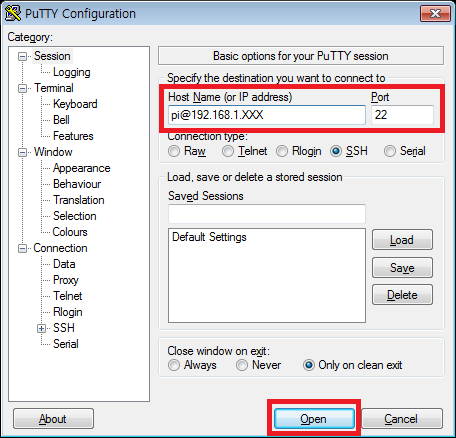 PuTTY Configuration
Category:
Session
Logging
Terminal
Keyboard
Bell
Features
Window
Appearance
Behaviour
Translation
Selection
Colours
Connection
Data
Proxy
Telnet
Rlogin
SSH
Serial
Basic options for your PuTTY session
Specify the destination you want to connect to
Host Name (or IP address) Port
pi@192.168.1.XXX 22
Connection type:
Raw Telnet Rlogin SSH Serial
Load, save or delete a stored session
Saved Sessions
Default Settings
Load
Save
Delete
Close window on exit:
Always Never Only on clean exit
About Open Cancel